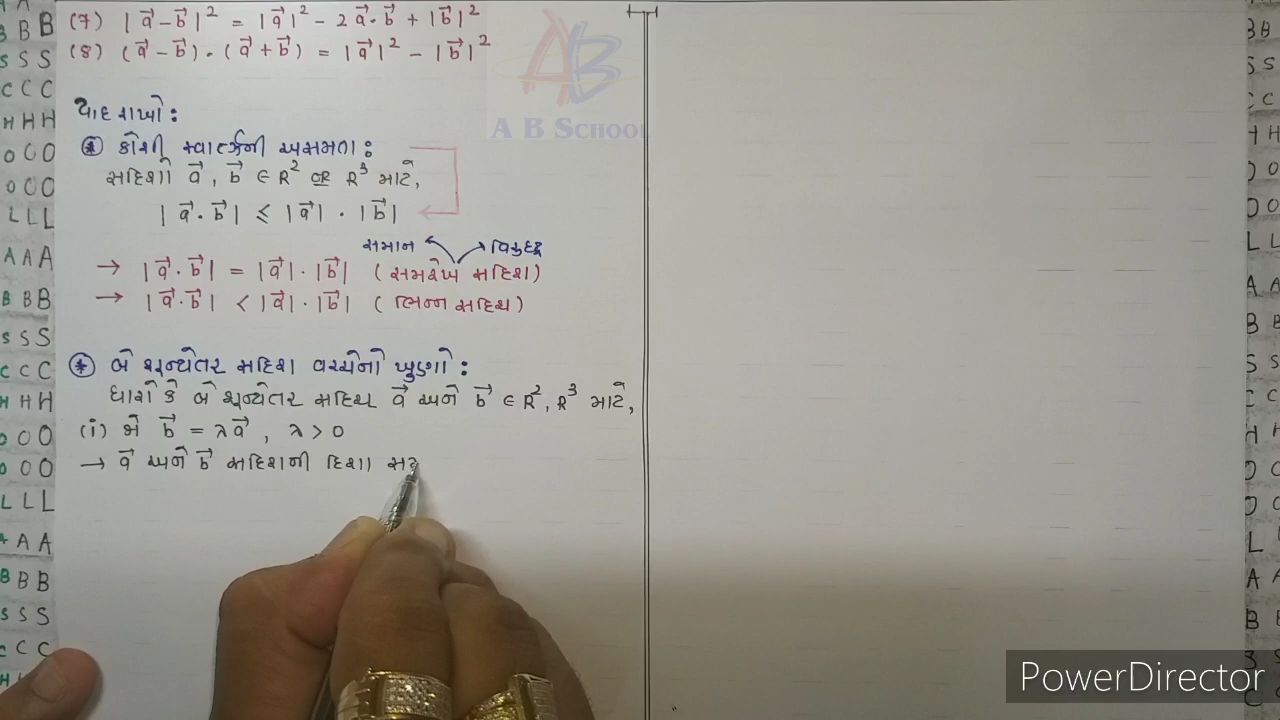 (7) |a⃗ - b⃗|² = |a⃗|² - 2 a⃗·b⃗ + |b⃗|²
(8) (a⃗ - b⃗)·(a⃗ + b⃗) = |a⃗|² - |b⃗|²
A B SCHOOL
યાદ રાખો:
* કોશી સ્વાર્ત્ઝની અસમતા:
સદિશો a⃗, b⃗ ∈ R² OR R³ માટે,
|a⃗·b⃗| ≤ |a⃗|·|b⃗|
સમાન વિરુદ્ધ
→ |a⃗·b⃗| = |a⃗|·|b⃗| (સમરેખ સદિશ)
→ |a⃗·b⃗| < |a⃗|·|b⃗| (ભિન્ન સદિશ)
* બે શૂન્યેતર સદિશ વચ્ચેનો ખુણો:
ધારો કે બે શૂન્યેતર સદિશ a⃗ અને b⃗ ∈ R², R³ માટે,
(i) જો b⃗ = λa⃗, λ > 0
→ a⃗ અને b⃗ સદિશની દિશા
PowerDirector